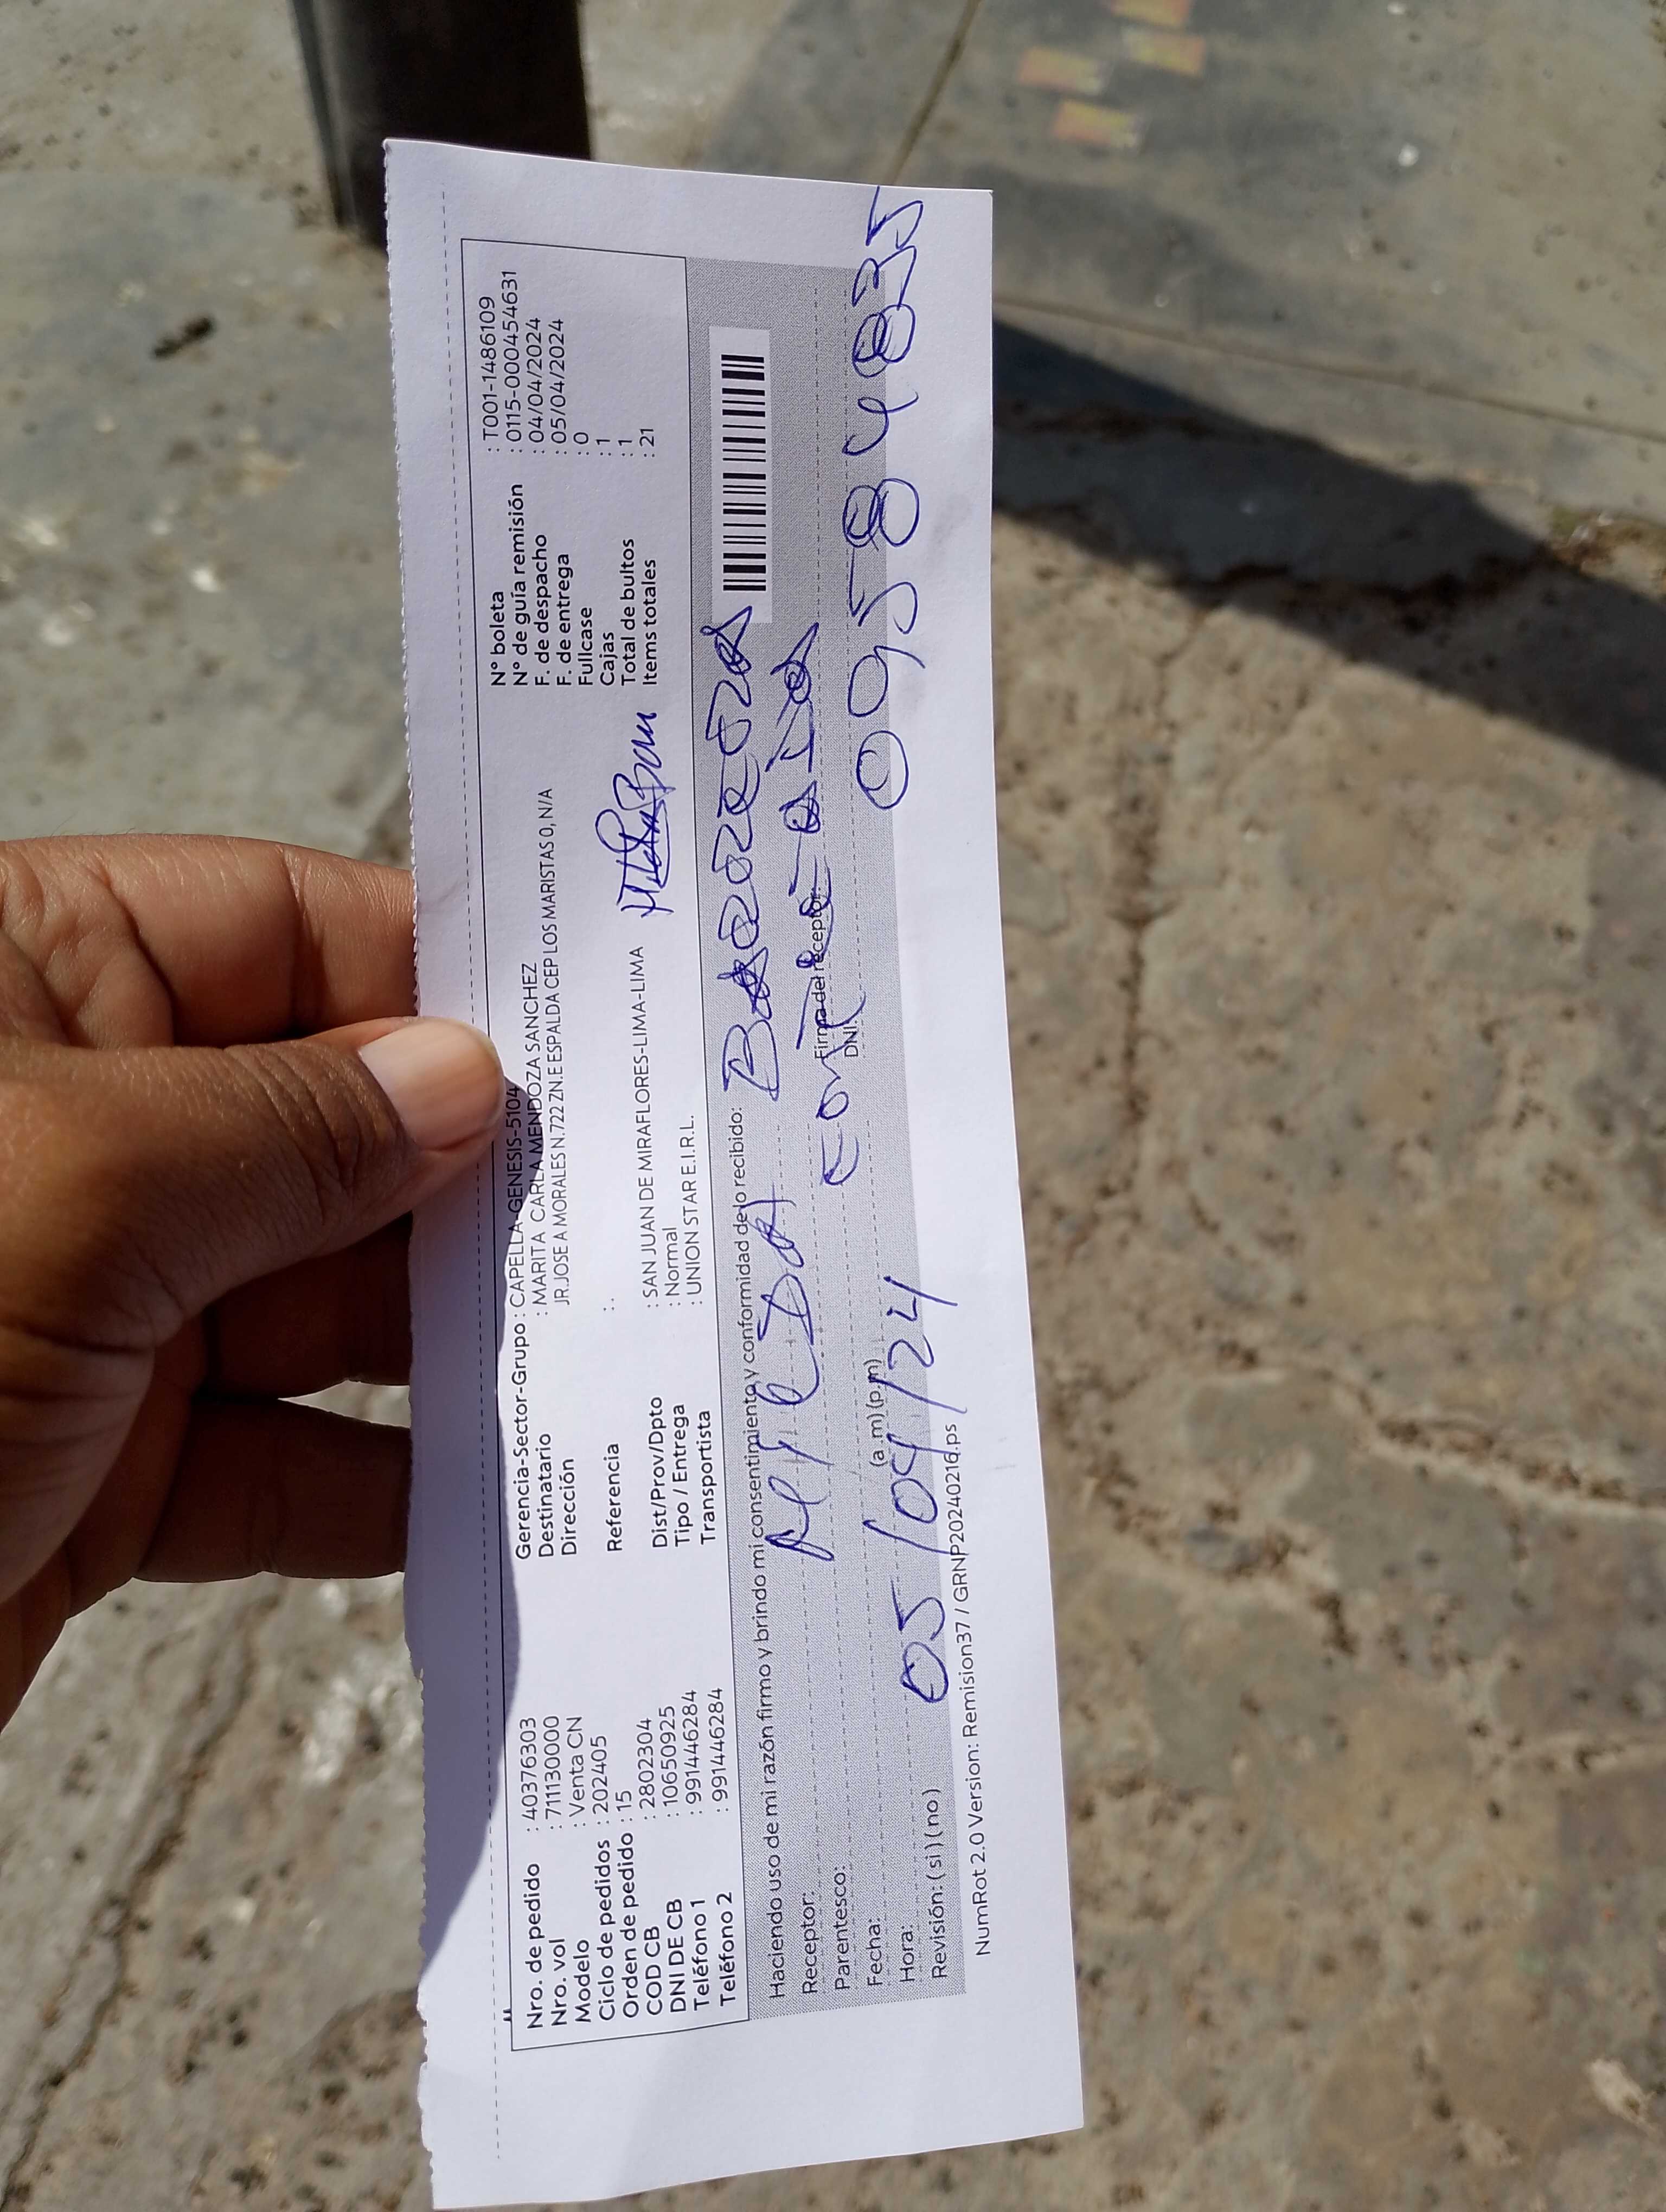 Nro. de pedido : 40376303
Nro. vol : 711130000
Modelo : Venta CN
Ciclo de pedidos : 202405
Orden de pedido : 15
COD CB : 2802304
DNI DE CB : 10650925
Teléfono 1 : 991446284
Teléfono 2 : 991446284
Gerencia-Sector-Grupo : CAPELLA-GENESIS-5104
Destinatario : MARITA CARLA MENDOZA SANCHEZ
Dirección JR.JOSE A MORALES N.722 ZN.E ESPALDA CEP LOS MARISTAS 0, N/A
Referencia : .
Dist/Prov/Dpto : SAN JUAN DE MIRAFLORES-LIMA-LIMA
Tipo / Entrega : Normal
Transportista : UNION STAR E.I.R.L.
N° boleta : T001-1486109
N° de guía remisión : 0115-000454631
F. de despacho : 04/04/2024
F. de entrega : 05/04/2024
Fullcase : 0
Cajas : 1
Total de bultos : 1
Items totales : 21
Haciendo uso de mi razón firmo y brindo mi consentimiento y conformidad de lo recibido:
Receptor:
Parentesco:
Fecha: 05/04/24
Hora: (a m) (p.m)
Revisión: ( si ) ( no )
Firma del receptor:
DNI: 09584835
NumRot 2.0 Version: Remision37 / GRNP20240216.ps